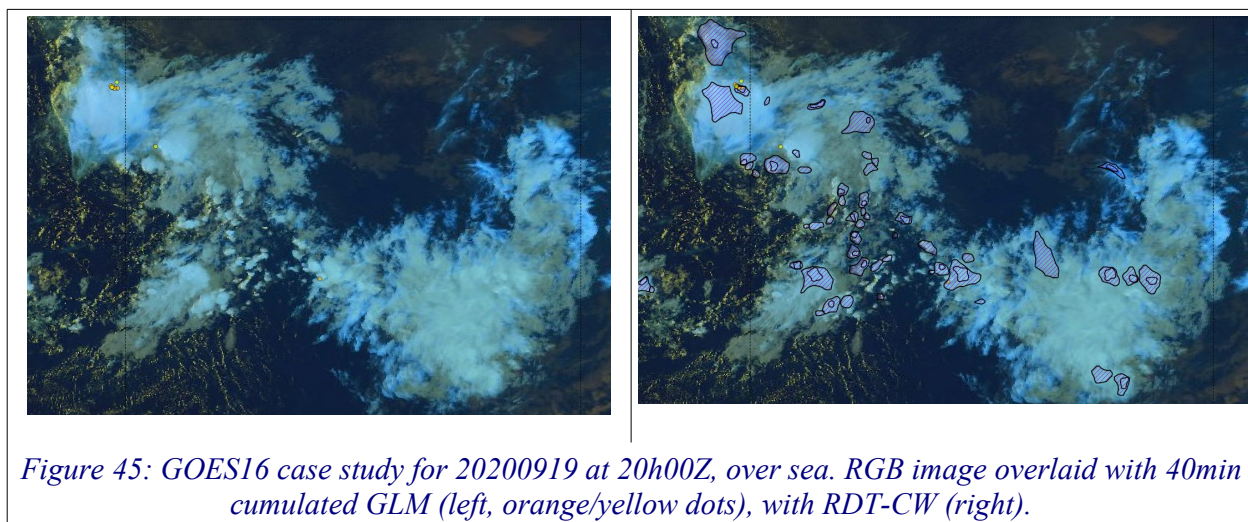 Figure 45: GOES16 case study for 20200919 at 20h00Z, over sea. RGB image overlaid with 40min
cumulated GLM (left, orange/yellow dots), with RDT-CW (right).